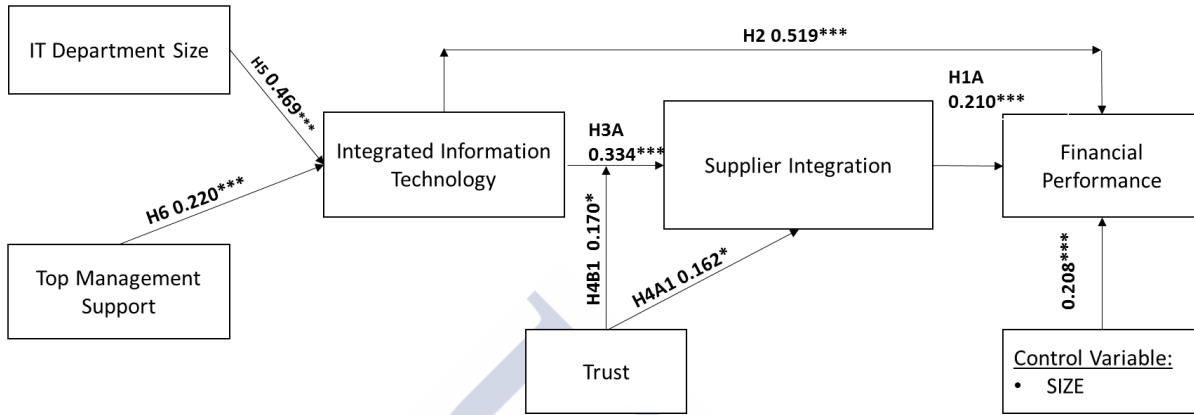 IT Department Size
H5 0.469***
H6 0.220***
Top Management
Support
Integrated Information
Technology
H2 0.519***
H3A
0.334***
H4B1 0.170*
H4A1 0.162*
Trust
Supplier Integration
H1A
0.210***
Financial
Performance
0.208***
Control Variable:
• SIZE